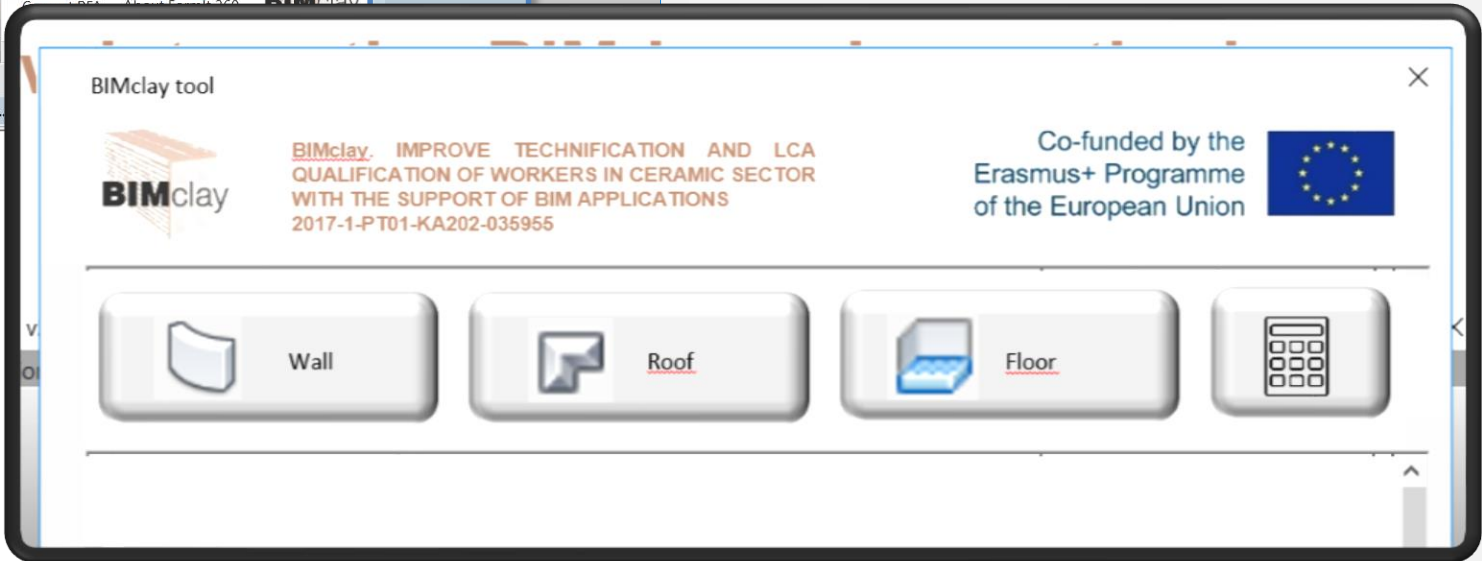 BIMclay tool
BIMclay
BIMclay. IMPROVE TECHNIFICATION AND LCA
QUALIFICATION OF WORKERS IN CERAMIC SECTOR
WITH THE SUPPORT OF BIM APPLICATIONS
2017-1-PT01-KA202-035955
Co-funded by the
Erasmus+ Programme
of the European Union
Wall
Roof
Floor